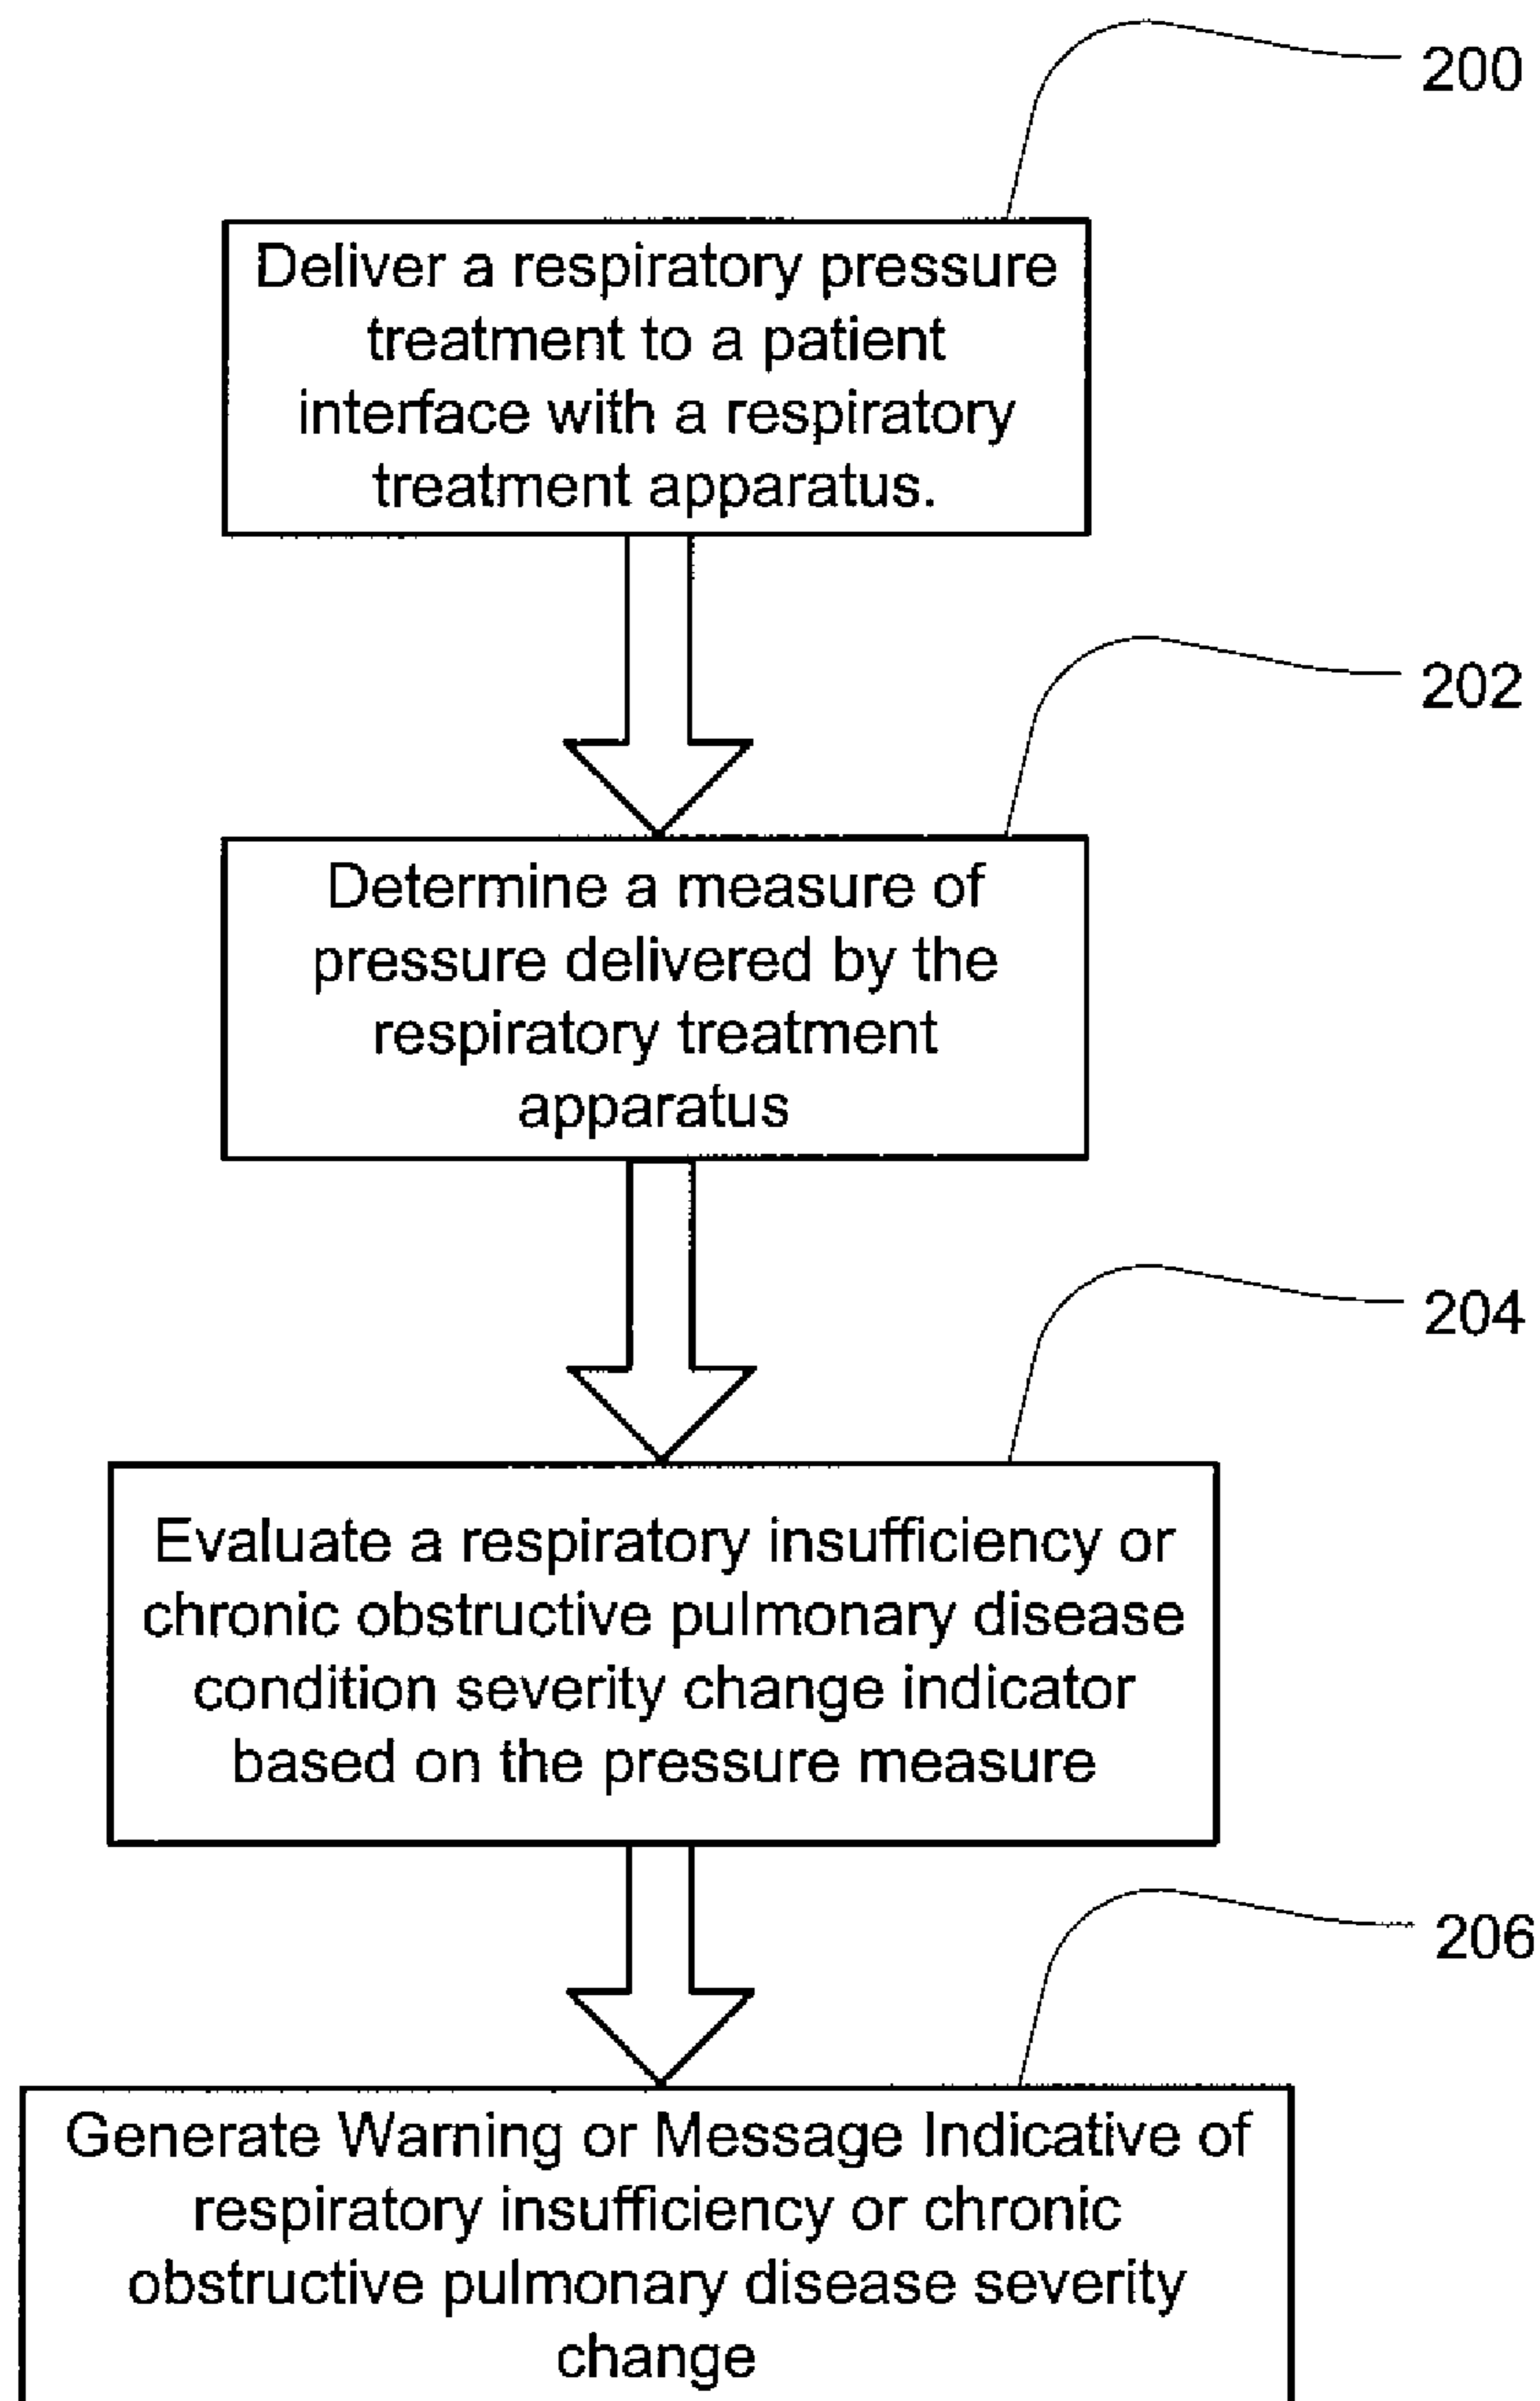 200
Deliver a respiratory pressure
treatment to a patient
interface with a respiratory
treatment apparatus.
202
Determine a measure of
pressure delivered by the
respiratory treatment
apparatus
204
Evaluate a respiratory insufficiency or
chronic obstructive pulmonary disease
condition severity change indicator
based on the pressure measure
206
Generate Warning or Message Indicative of
respiratory insufficiency or chronic
obstructive pulmonary disease severity
change